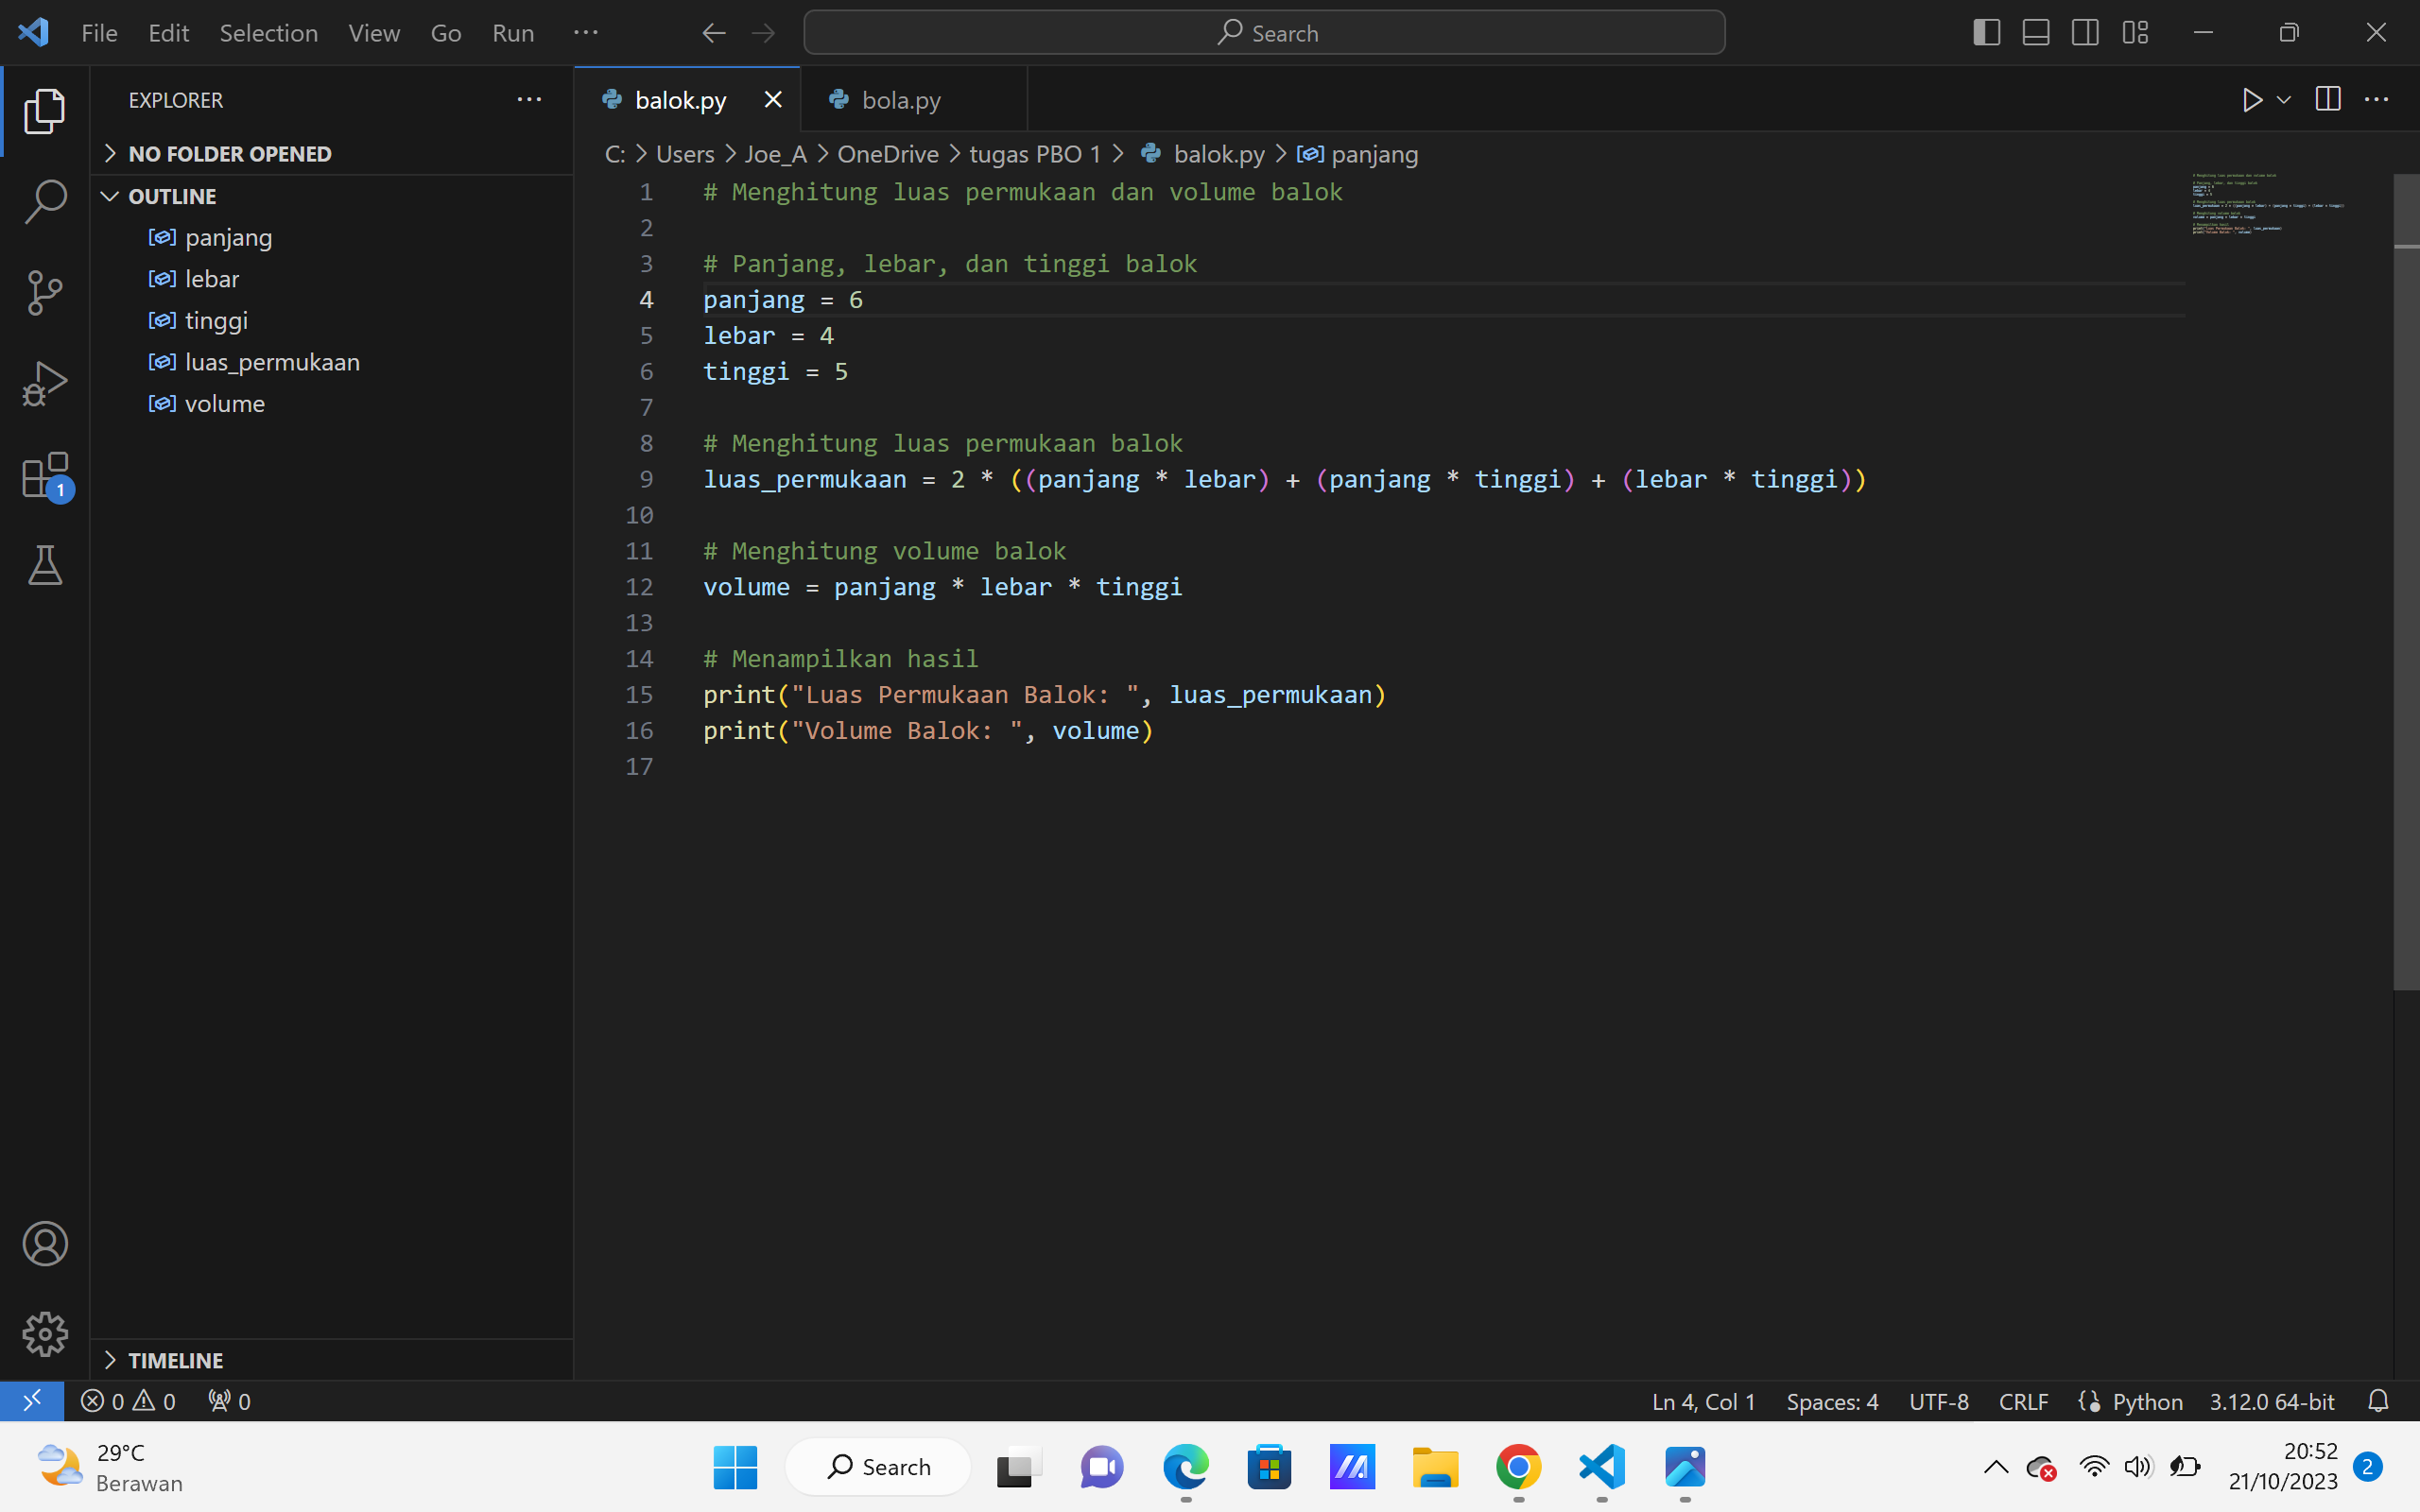 File Edit Selection View Go Run ··· Search
EXPLORER ···
NO FOLDER OPENED
OUTLINE
panjang
lebar
tinggi
luas_permukaan
volume
TIMELINE
balok.py bola.py
C: > Users > Joe_A > OneDrive > tugas PBO 1 > balok.py > panjang
1 # Menghitung luas permukaan dan volume balok
2
3 # Panjang, lebar, dan tinggi balok
4 panjang = 6
5 lebar = 4
6 tinggi = 5
7
8 # Menghitung luas permukaan balok
9 luas_permukaan = 2 * ((panjang * lebar) + (panjang * tinggi) + (lebar * tinggi))
10
11 # Menghitung volume balok
12 volume = panjang * lebar * tinggi
13
14 # Menampilkan hasil
15 print("Luas Permukaan Balok: ", luas_permukaan)
16 print("Volume Balok: ", volume)
17
1
0 0 0 Ln 4, Col 1 Spaces: 4 UTF-8 CRLF Python 3.12.0 64-bit
29°C
Berawan
Search
20:52
21/10/2023
2